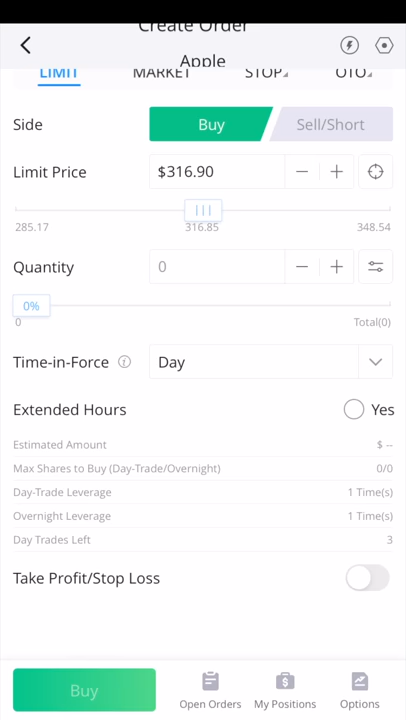 Create Order
Apple
LIMIT MARKET STOP OTO
Side Buy Sell/Short
Limit Price $316.90
285.17 316.85 348.54
Quantity 0
0%
0 Total(0)
Time-in-Force Day
Extended Hours Yes
Estimated Amount $ --
Max Shares to Buy (Day-Trade/Overnight) 0/0
Day-Trade Leverage 1 Time(s)
Overnight Leverage 1 Time(s)
Day Trades Left 3
Take Profit/Stop Loss
Buy Open Orders My Positions Options